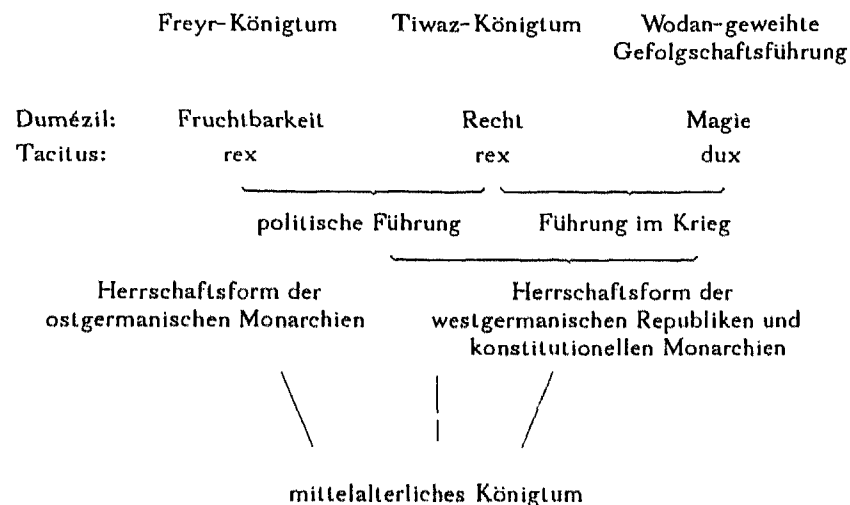 Freyr-Königtum Tiwaz-Königtum Wodan-geweihte
Gefolgschaftsführung
Dumézil: Fruchtbarkeit Recht Magie
Tacitus: rex rex dux
politische Führung Führung im Krieg
Herrschaftsform der Herrschaftsform der
ostgermanischen Monarchien westgermanischen Republiken und
konstitutionellen Monarchien
mittelalterliches Königtum